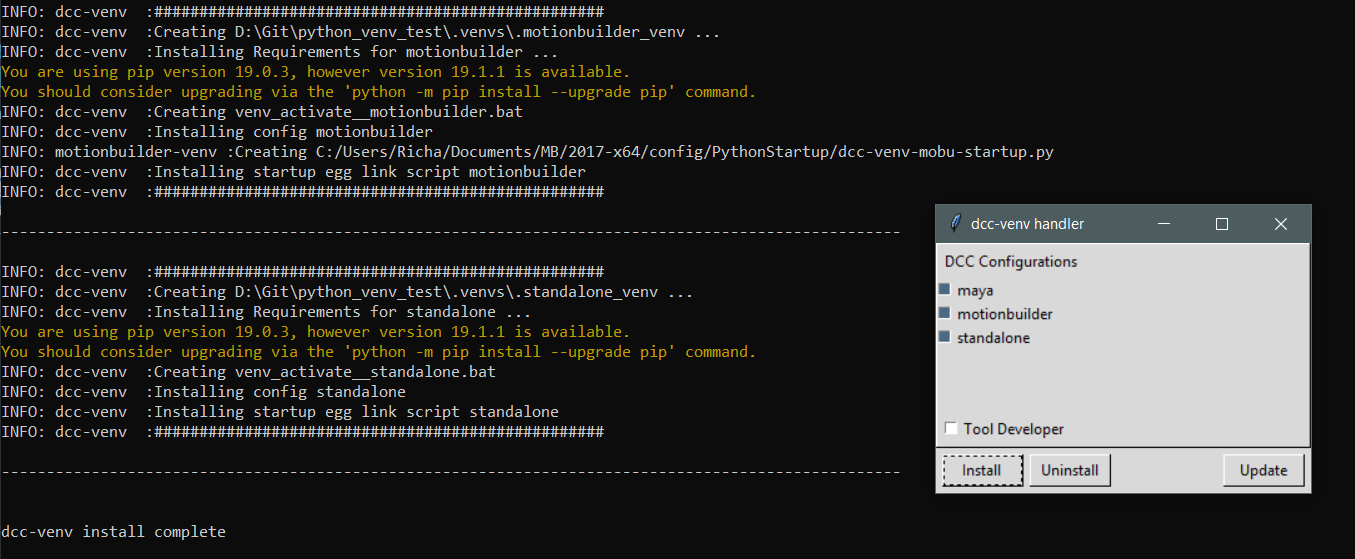 INFO: dcc-venv  :##################################################
INFO: dcc-venv  :Creating D:\Git\python_venv_test\.venvs\.motionbuilder_venv ...
INFO: dcc-venv  :Installing Requirements for motionbuilder ...
You are using pip version 19.0.3, however version 19.1.1 is available.
You should consider upgrading via the 'python -m pip install --upgrade pip' command.
INFO: dcc-venv  :Creating venv_activate__motionbuilder.bat
INFO: dcc-venv  :Installing config motionbuilder
INFO: motionbuilder-venv :Creating C:/Users/Richa/Documents/MB/2017-x64/config/PythonStartup/dcc-venv-mobu-startup.py
INFO: dcc-venv  :Installing startup egg link script motionbuilder
INFO: dcc-venv  :##################################################
----------------------------------------------------------------------------------------------------
INFO: dcc-venv  :##################################################
INFO: dcc-venv  :Creating D:\Git\python_venv_test\.venvs\.standalone_venv ...
INFO: dcc-venv  :Installing Requirements for standalone ...
You are using pip version 19.0.3, however version 19.1.1 is available.
You should consider upgrading via the 'python -m pip install --upgrade pip' command.
INFO: dcc-venv  :Creating venv_activate__standalone.bat
INFO: dcc-venv  :Installing config standalone
INFO: dcc-venv  :Installing startup egg link script standalone
INFO: dcc-venv  :##################################################
----------------------------------------------------------------------------------------------------
dcc-venv install complete
dcc-venv handler
DCC Configurations
maya
motionbuilder
standalone
Tool Developer
Install Uninstall Update